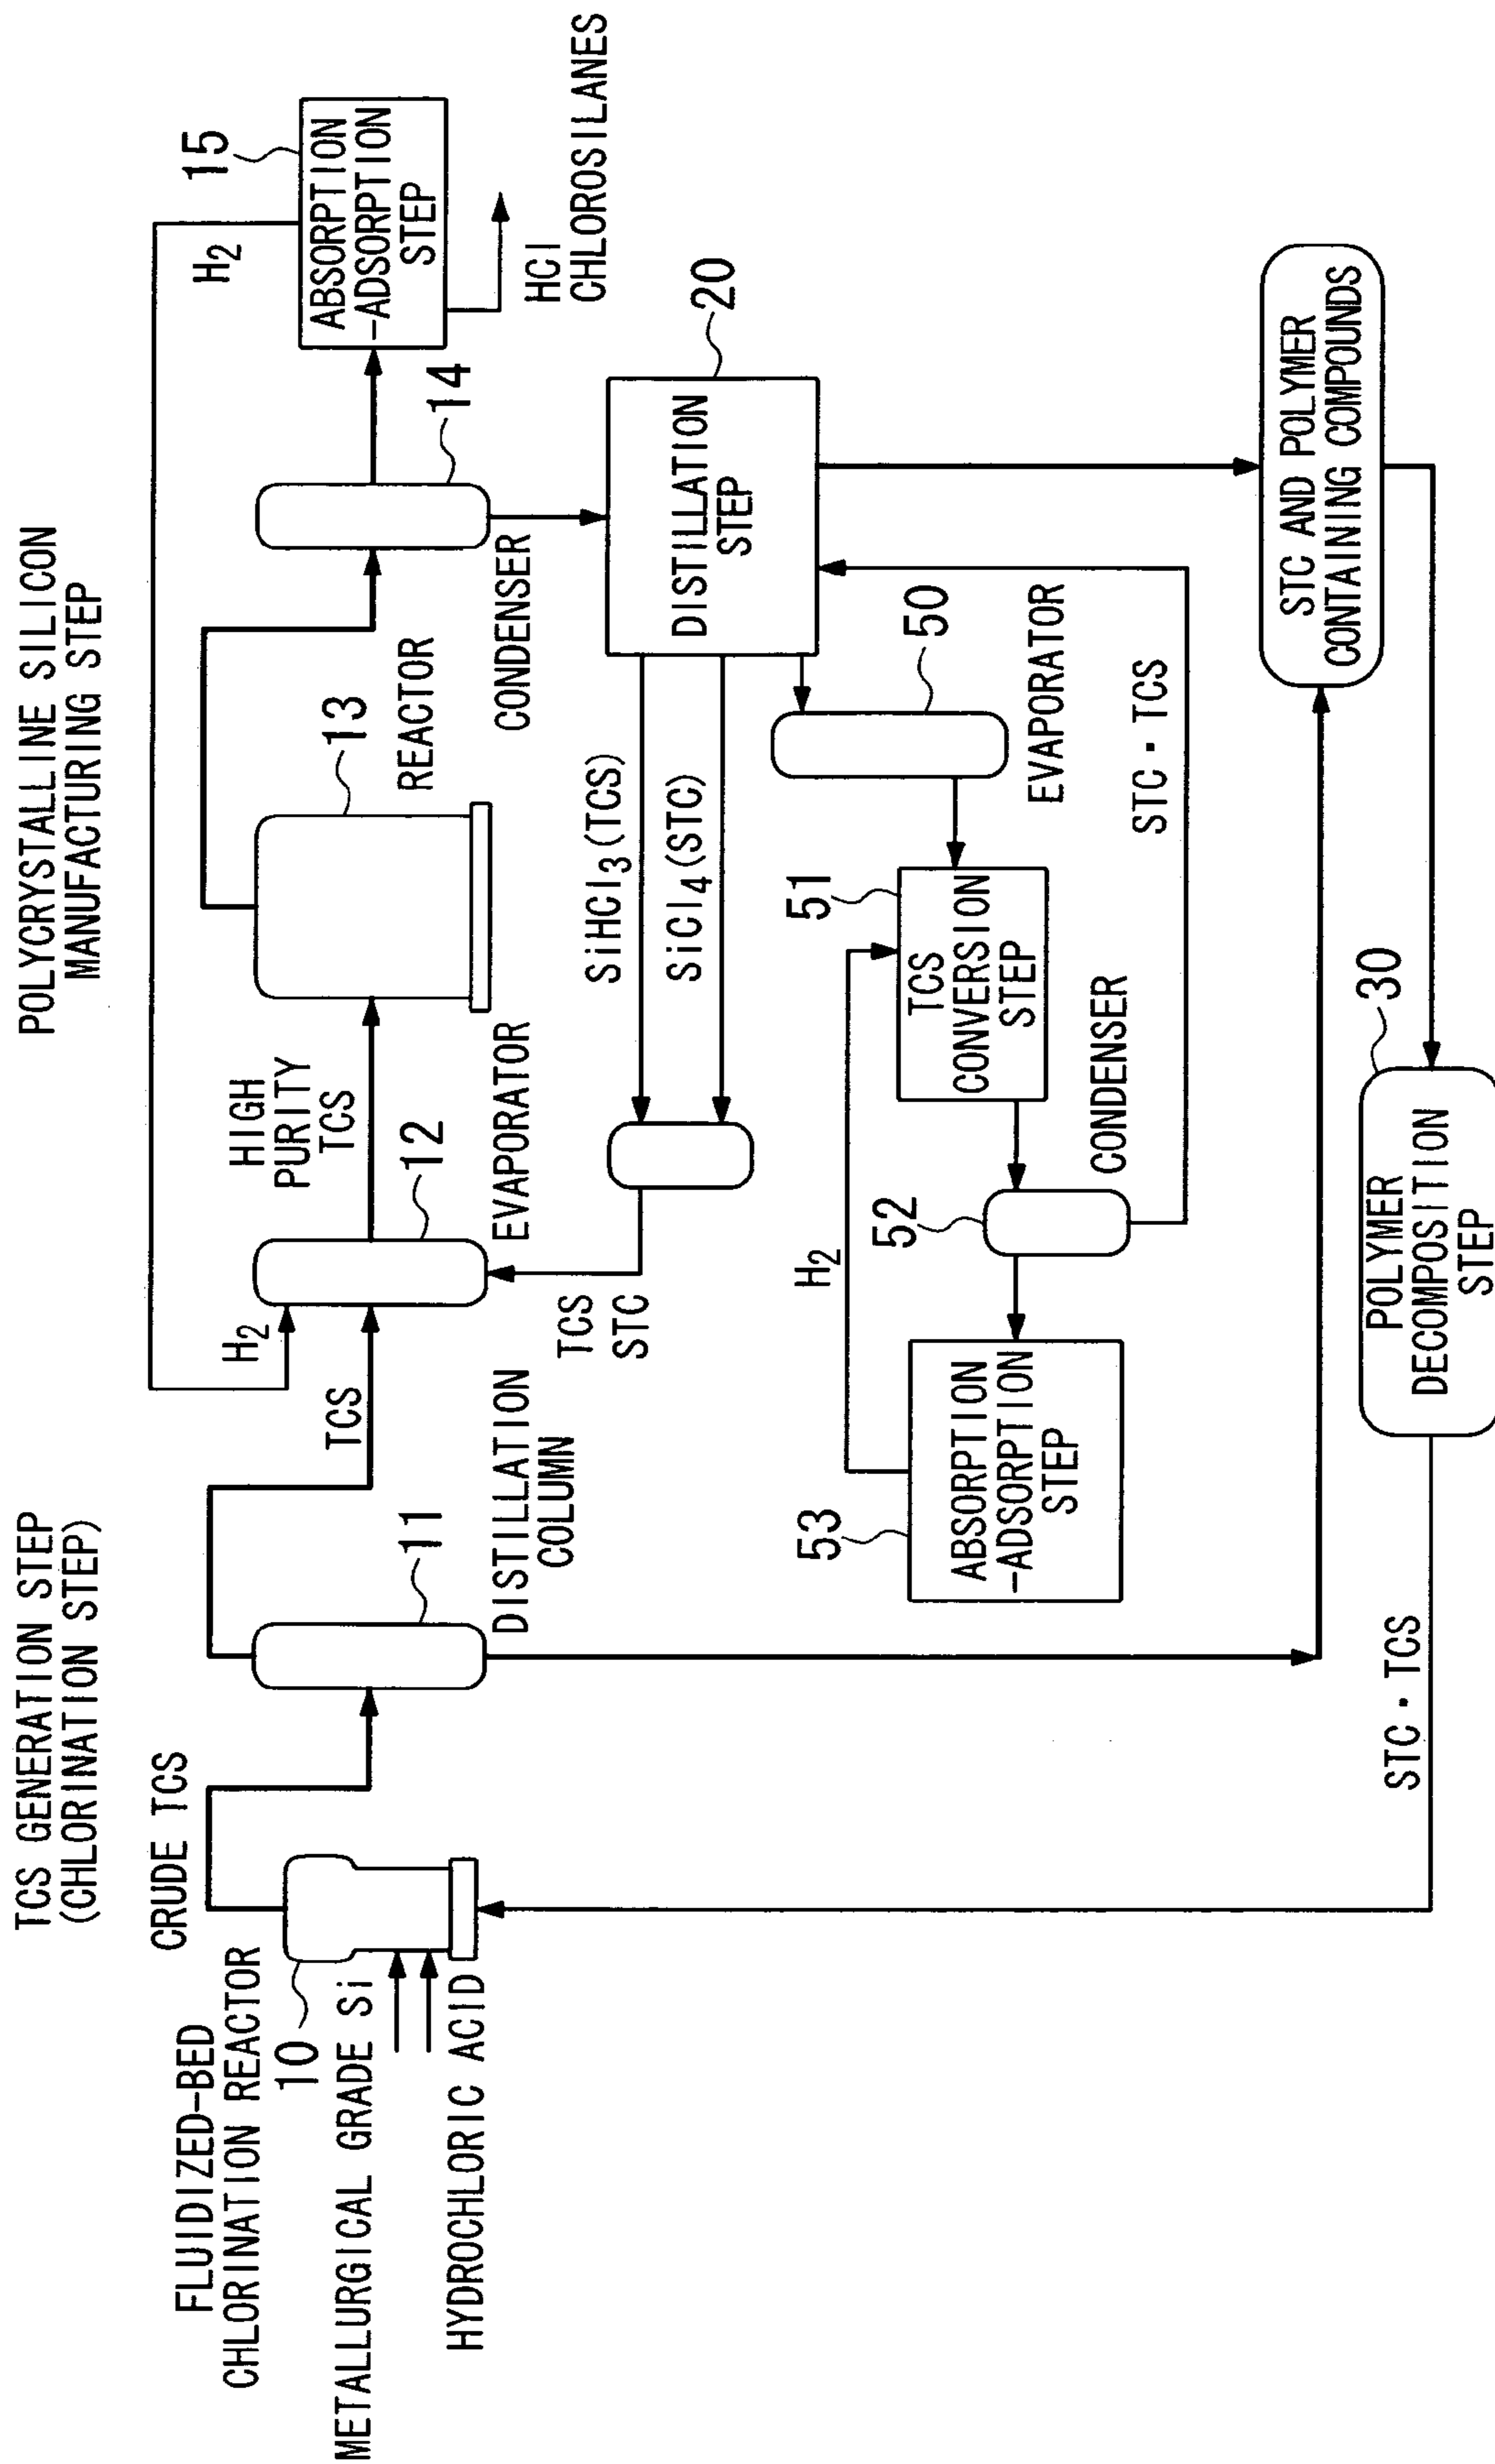 TCS GENERATION STEP
(CHLORINATION STEP)
POLYCRYSTALLINE SILICON
MANUFACTURING STEP
FLUIDIZED-BED
CHLORINATION REACTOR
10
METALLURGICAL GRADE Si
HYDROCHLORIC ACID
CRUDE TCS
11
DISTILLATION
COLUMN
TCS
H2
12
EVAPORATOR
HIGH
PURITY
TCS
13
REACTOR
14
CONDENSER
H2
15
ABSORPTION
-ADSORPTION
STEP
HCl
CHLOROSILANES
TCS
STC
SiHCl3(TCS)
SiCl4(STC)
DISTILLATION
STEP
20
50
EVAPORATOR
51
TCS
CONVERSION
STEP
H2
52
CONDENSER
STC・TCS
53
ABSORPTION
-ADSORPTION
STEP
STC AND POLYMER
CONTAINING COMPOUNDS
30
POLYMER
DECOMPOSITION
STEP
STC・TCS